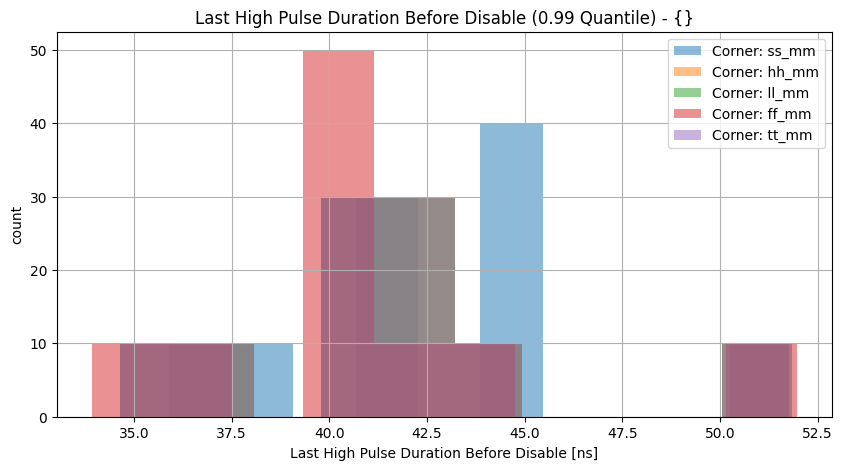 Last High Pulse Duration Before Disable (0.99 Quantile) - {}
Corner: ss_mm
Corner: hh_mm
Corner: ll_mm
Corner: ff_mm
Corner: tt_mm
count
50
40
30
20
10
0
35.0
37.5
40.0
42.5
45.0
47.5
50.0
52.5
Last High Pulse Duration Before Disable [ns]